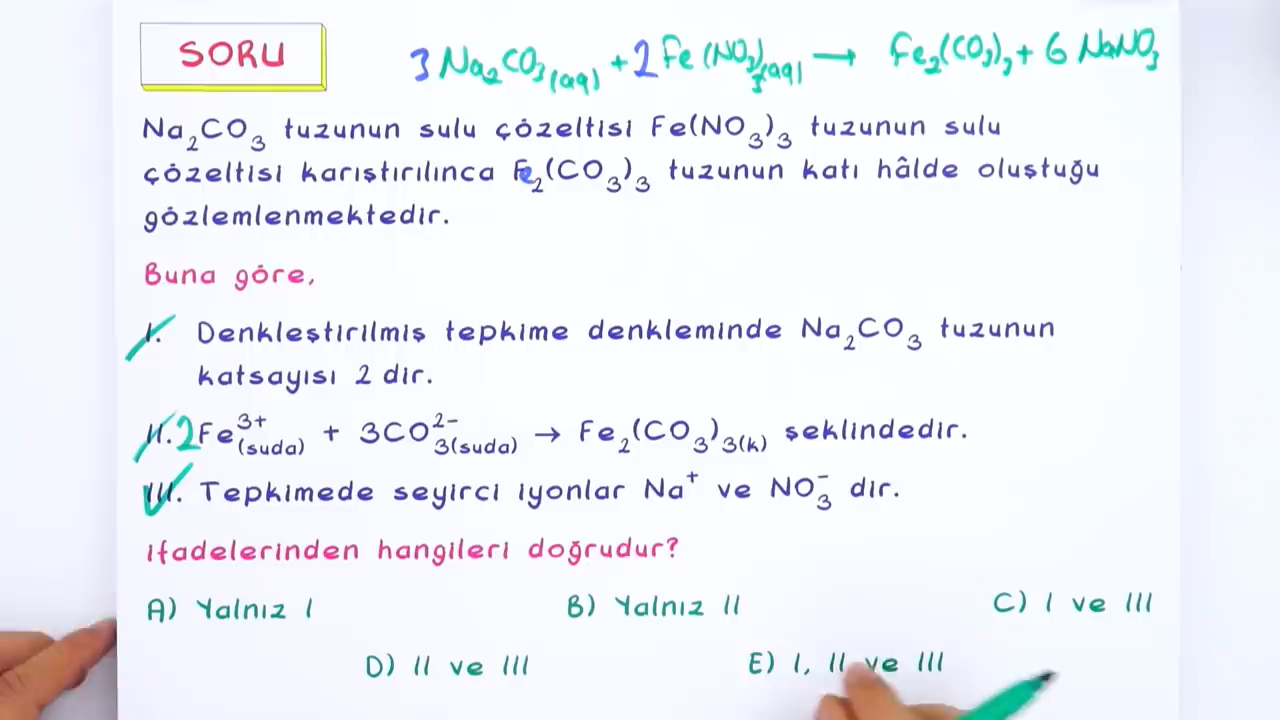 SORU
3 Na₂CO₃(aq) + 2 Fe(NO₃)₃(aq) → Fe₂(CO₃)₃ + 6 NaNO₃
Na₂CO₃ tuzunun sulu çözeltisi Fe(NO₃)₃ tuzunun sulu
çözeltisi karıştırılınca Fe₂(CO₃)₃ tuzunun katı hâlde oluştuğu
gözlemlenmektedir.
Buna göre,
I. Denkleştirilmiş tepkime denkleminde Na₂CO₃ tuzunun
katsayısı 2 dir.
II. 2Fe³⁺(suda) + 3CO₃²⁻(suda) → Fe₂(CO₃)₃(k) şeklindedir.
III. Tepkimede seyirci iyonlar Na⁺ ve NO₃⁻ dir.
ifadelerinden hangileri doğrudur?
A) Yalnız I B) Yalnız II C) I ve III
D) II ve III E) I, II ve III